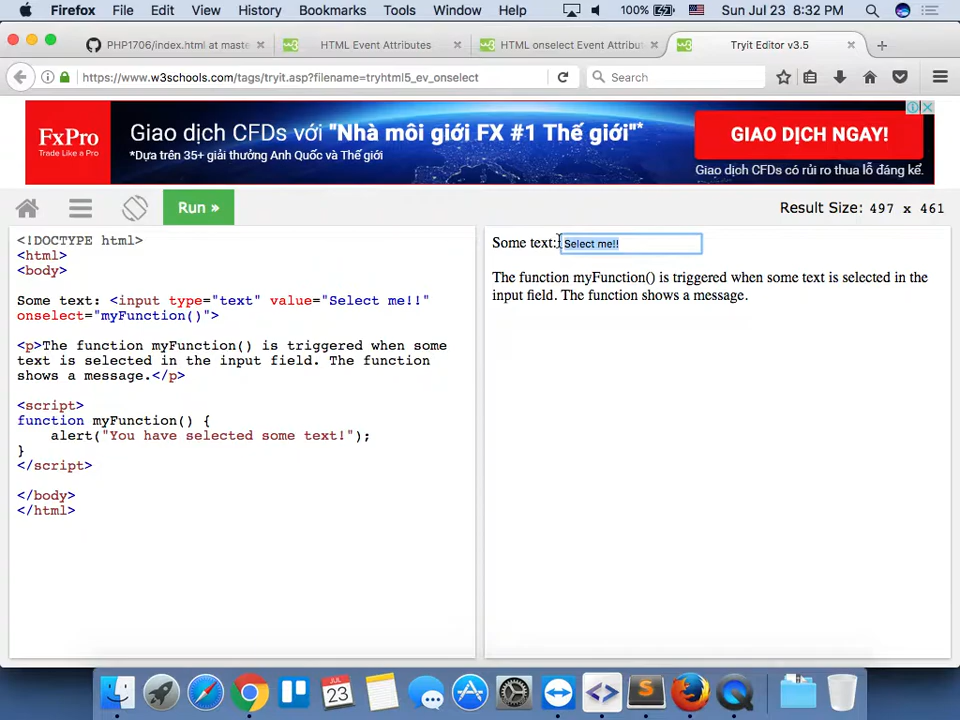 Firefox File Edit View History Bookmarks Tools Window Help 100% Sun Jul 23 8:32 PM
PHP1706/index.html at maste HTML Event Attributes HTML onselect Event Attribut Tryit Editor v3.5
https://www.w3schools.com/tags/tryit.asp?filename=tryhtml5_ev_onselect Search
FxPro
Trade Like a Pro
Giao dịch CFDs với "Nhà môi giới FX #1 Thế giới"*
*Dựa trên 35+ giải thưởng Anh Quốc và Thế giới
GIAO DỊCH NGAY!
CFDs có rủi ro thua lỗ đáng kể.
Run » Result Size: 497 x 461
<!DOCTYPE html>
<html>
<body>
Some text: <input type="text" value="Select me!!"
onselect="myFunction()">
<p>The function myFunction() is triggered when some
text is selected in the input field. The function
shows a message.</p>
<script>
function myFunction() {
alert("You have selected some text!");
}
</script>
</body>
</html>
Some text: Select me!!
The function myFunction() is triggered when some text is selected in the
input field. The function shows a message.
JUL
23